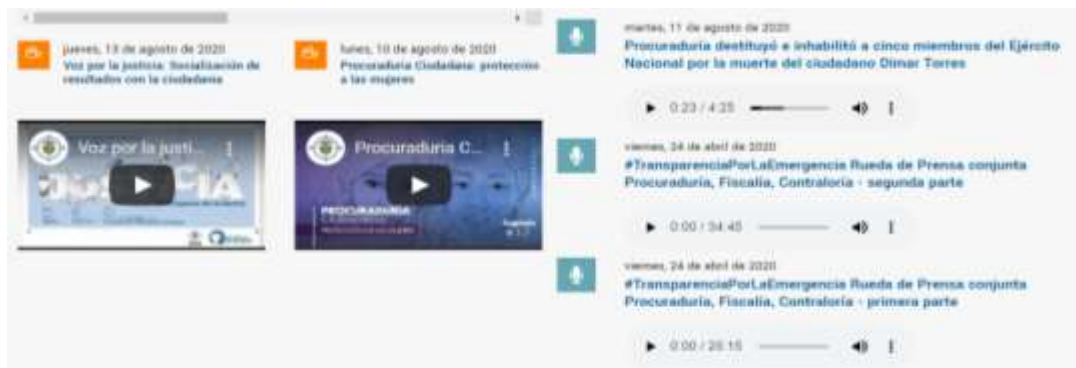 jueves, 13 de agosto de 2020
Voz por la justicia: Socialización de
resultados con la ciudadanía
lunes, 10 de agosto de 2020
Procuraduría Ciudadana: protección
a las mujeres
Voz por la justi...
Procuraduría C...
PROCURADURÍA
martes, 11 de agosto de 2020
Procuraduría destituyó e inhabilitó a cinco miembros del Ejército
Nacional por la muerte del ciudadano Dimar Torres
0:23 / 4:25
viernes, 24 de abril de 2020
#TransparenciaPorLaEmergencia Rueda de Prensa conjunta
Procuraduría, Fiscalía, Contraloría - segunda parte
0:00 / 34:45
viernes, 24 de abril de 2020
#TransparenciaPorLaEmergencia Rueda de Prensa conjunta
Procuraduría, Fiscalía, Contraloría - primera parte
0:00 / 25:15